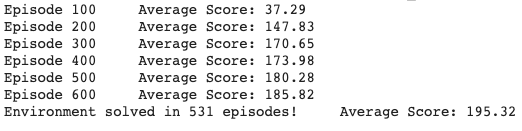 Episode 100 Average Score: 37.29
Episode 200 Average Score: 147.83
Episode 300 Average Score: 170.65
Episode 400 Average Score: 173.98
Episode 500 Average Score: 180.28
Episode 600 Average Score: 185.82
Environment solved in 531 episodes! Average Score: 195.32